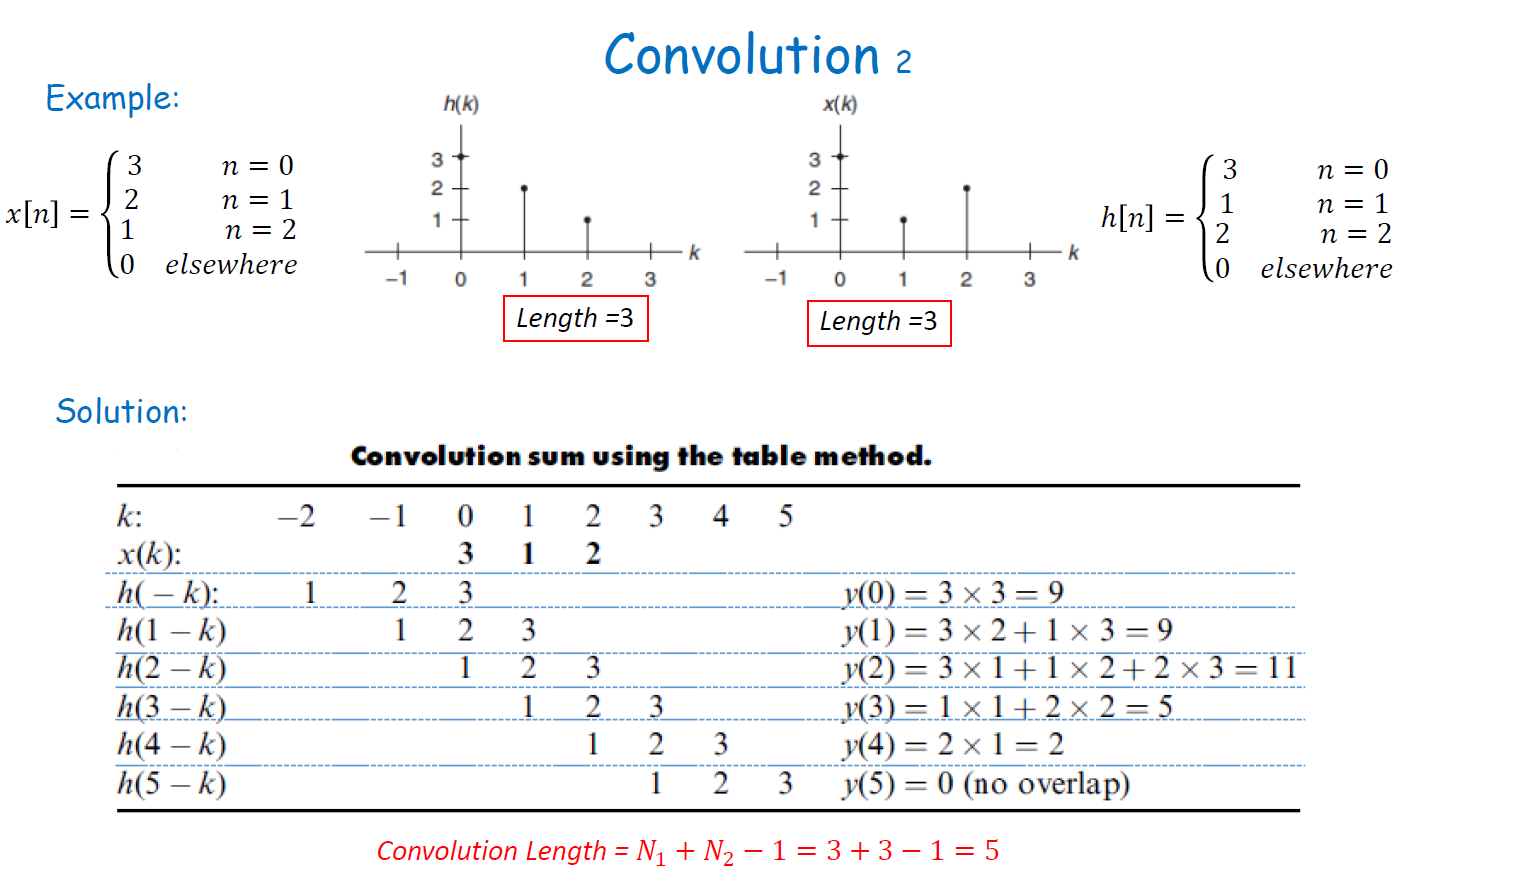 Convolution 2
Example:
x[n] = { 3 n = 0
2 n = 1
1 n = 2
0 elsewhere
h(k)
3
2
1
−1 0 1 2 3 k
Length =3
x(k)
3
2
1
−1 0 1 2 3 k
Length =3
h[n] = { 3 n = 0
1 n = 1
2 n = 2
0 elsewhere
Solution:
Convolution sum using the table method.
k: −2 −1 0 1 2 3 4 5
x(k): 3 1 2
h(− k): 1 2 3 y(0) = 3 × 3 = 9
h(1 − k) 1 2 3 y(1) = 3 × 2 + 1 × 3 = 9
h(2 − k) 1 2 3 y(2) = 3 × 1 + 1 × 2 + 2 × 3 = 11
h(3 − k) 1 2 3 y(3) = 1 × 1 + 2 × 2 = 5
h(4 − k) 1 2 3 y(4) = 2 × 1 = 2
h(5 − k) 1 2 3 y(5) = 0 (no overlap)
Convolution Length = N₁ + N₂ − 1 = 3 + 3 − 1 = 5